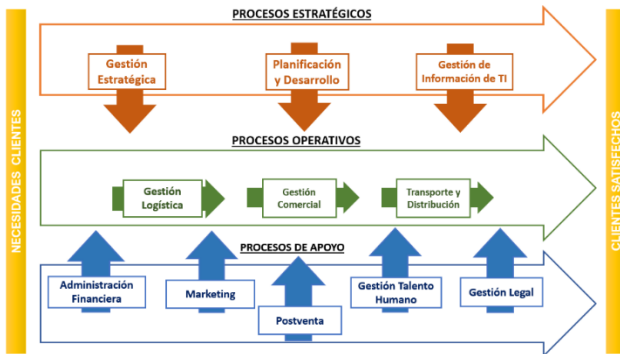 NECESIDADES CLIENTES
PROCESOS ESTRATÉGICOS
Gestión
Estratégica
Planificación
y Desarrollo
Gestión de
Información de TI
PROCESOS OPERATIVOS
Gestión
Logística
Gestión
Comercial
Transporte y
Distribución
PROCESOS DE APOYO
Administración
Financiera
Marketing
Postventa
Gestión Talento
Humano
Gestión Legal
CLIENTES SATISFECHOS